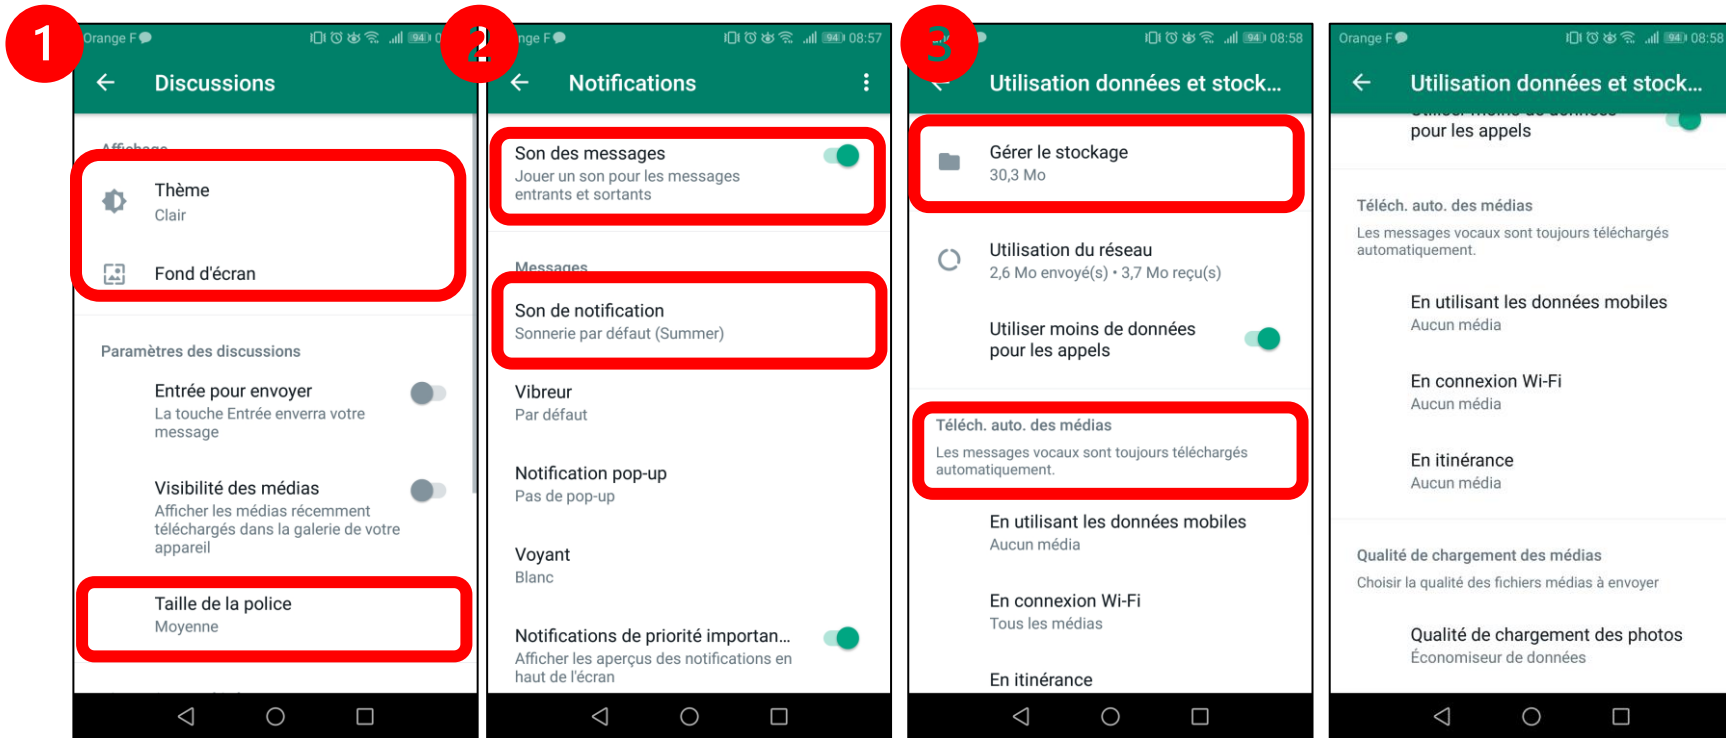 1
Orange F
Discussions
Affichage
Thème
Clair
Fond d'écran
Paramètres des discussions
Entrée pour envoyer
La touche Entrée enverra votre
message
Visibilité des médias
Afficher les médias récemment
téléchargés dans la galerie de votre
appareil
Taille de la police
Moyenne
2
nge F 94 08:57
Notifications
Son des messages
Jouer un son pour les messages
entrants et sortants
Messages
Son de notification
Sonnerie par défaut (Summer)
Vibreur
Par défaut
Notification pop-up
Pas de pop-up
Voyant
Blanc
Notifications de priorité importan...
Afficher les aperçus des notifications en
haut de l'écran
3
94 08:58
Utilisation données et stock...
Gérer le stockage
30,3 Mo
Utilisation du réseau
2,6 Mo envoyé(s) • 3,7 Mo reçu(s)
Utiliser moins de données
pour les appels
Téléch. auto. des médias
Les messages vocaux sont toujours téléchargés
automatiquement.
En utilisant les données mobiles
Aucun média
En connexion Wi-Fi
Tous les médias
En itinérance
Orange F 94 08:58
Utilisation données et stock...
Utiliser moins de données
pour les appels
Téléch. auto. des médias
Les messages vocaux sont toujours téléchargés
automatiquement.
En utilisant les données mobiles
Aucun média
En connexion Wi-Fi
Aucun média
En itinérance
Aucun média
Qualité de chargement des médias
Choisir la qualité des fichiers médias à envoyer
Qualité de chargement des photos
Économiseur de données